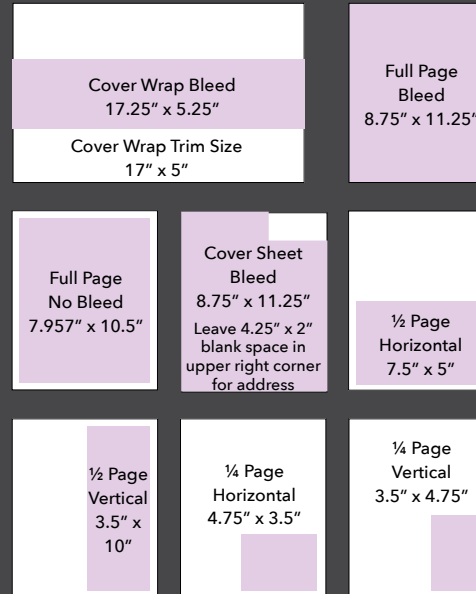 Cover Wrap Bleed
17.25” x 5.25”
Cover Wrap Trim Size
17” x 5”
Full Page
Bleed
8.75” x 11.25”
Full Page
No Bleed
7.957” x 10.5”
Cover Sheet
Bleed
8.75” x 11.25”
Leave 4.25” x 2”
blank space in
upper right corner
for address
½ Page
Horizontal
7.5” x 5”
½ Page
Vertical
3.5” x
10”
¼ Page
Horizontal
4.75” x 3.5”
¼ Page
Vertical
3.5” x 4.75”